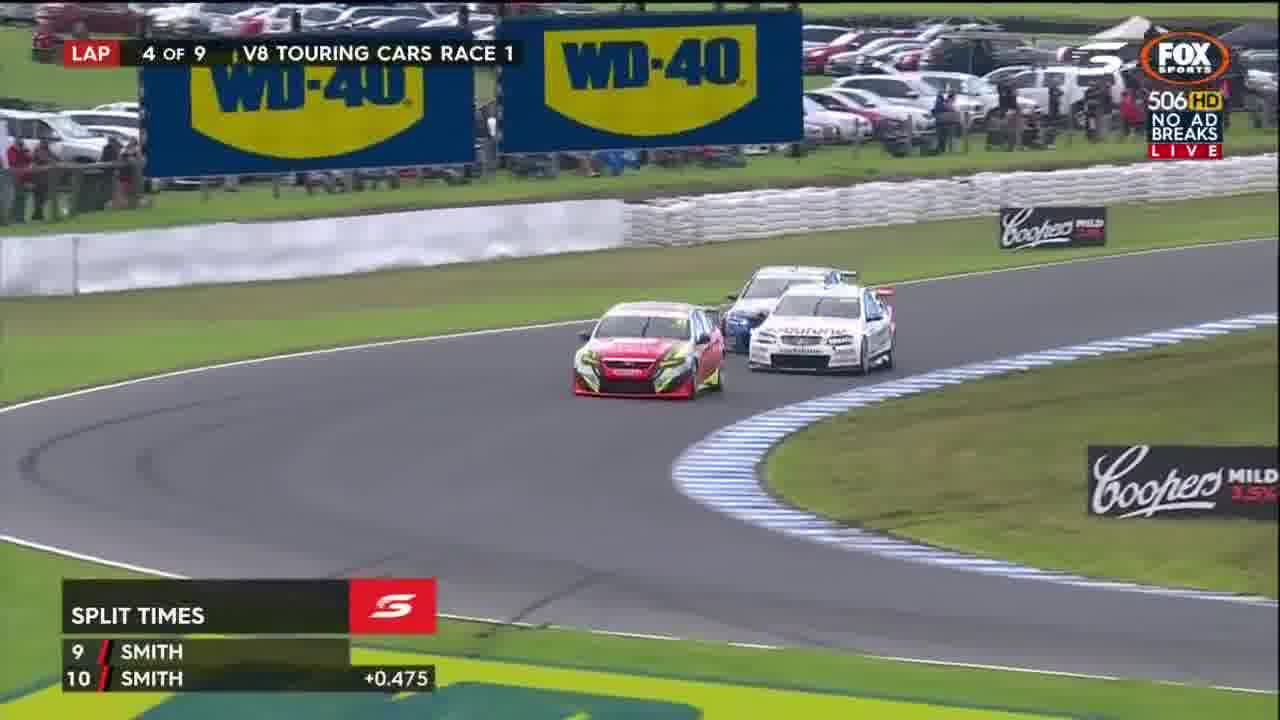 LAP 4 OF 9 V8 TOURING CARS RACE 1
WD-40
WD-40
FOX
SPORTS
506 HD
NO AD
BREAKS
LIVE
Coopers MILD
Coopers MILD
3.5%
vodafone
SPLIT TIMES
9 / SMITH
10 / SMITH +0.475